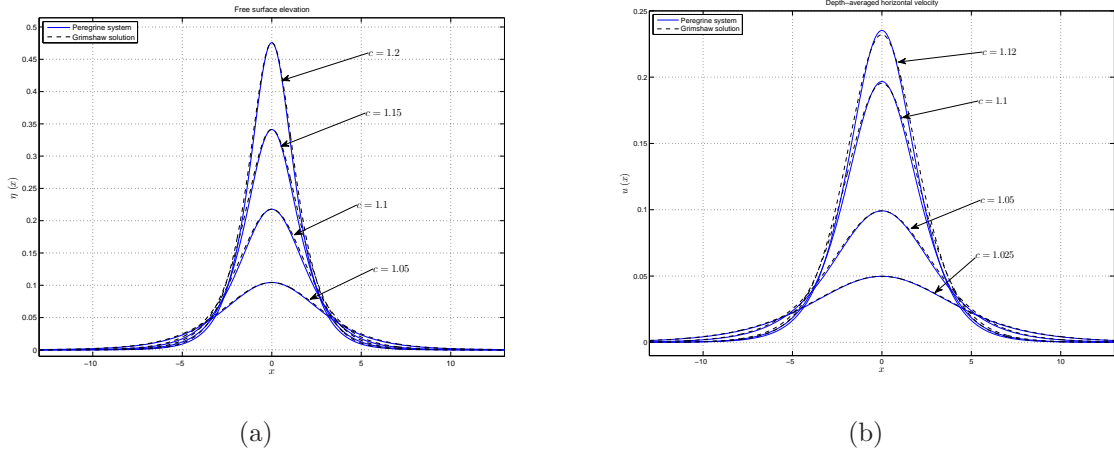 Free surface elevation
Peregrine system
Grimshaw solution
0.5
0.45
0.4
0.35
0.3
0.25
0.2
0.15
0.1
0.05
0
η (x)
c = 1.2
c = 1.15
c = 1.1
c = 1.05
−10
−5
0
5
10
x
(a)
Depth−averaged horizontal velocity
Peregrine system
Grimshaw solution
0.25
0.2
0.15
0.1
0.05
0
u (x)
c = 1.12
c = 1.1
c = 1.05
c = 1.025
−10
−5
0
5
10
x
(b)